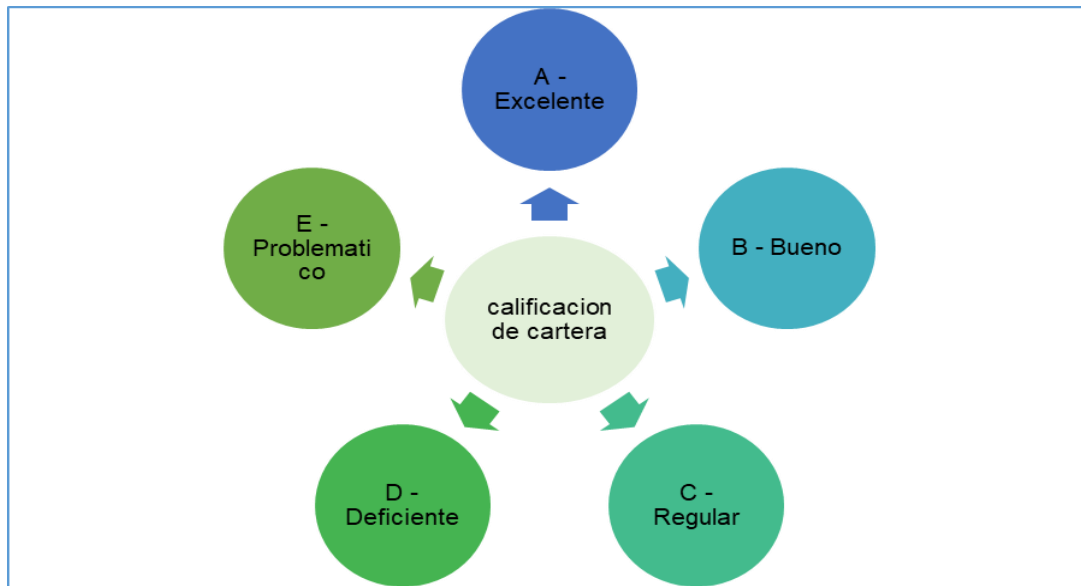 A -
Excelente
E -
Problemati
co
B - Bueno
calificacion
de cartera
D -
Deficiente
C -
Regular